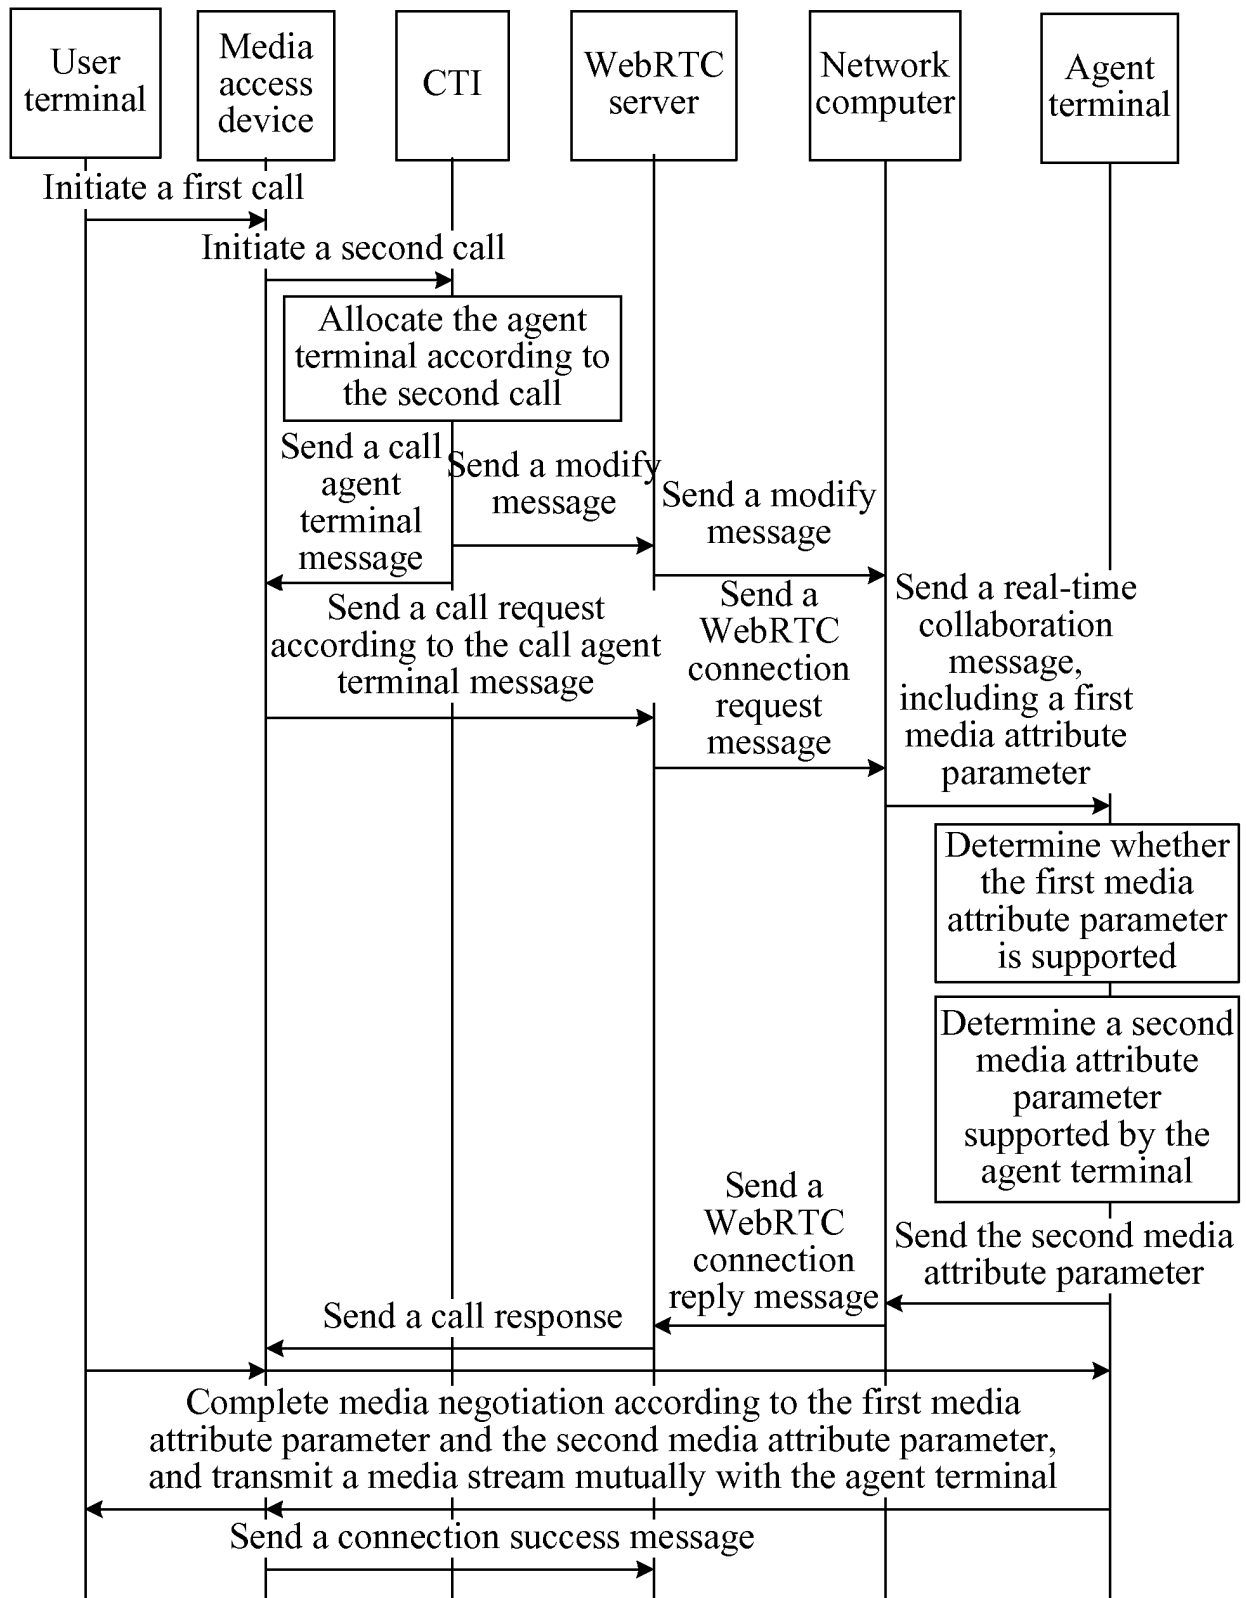 User
terminal
Media
access
device
CTI
WebRTC
server
Network
computer
Agent
terminal
Initiate a first call
Initiate a second call
Allocate the agent
terminal according to
the second call
Send a call
agent
terminal
message
Send a modify
message
Send a modify
message
Send a call request
according to the call agent
terminal message
Send a
WebRTC
connection
request
message
Send a real-time
collaboration
message,
including a first
media attribute
parameter
Determine whether
the first media
attribute parameter
is supported
Determine a second
media attribute
parameter
supported by the
agent terminal
Send the second media
attribute parameter
Send a
WebRTC
connection
reply message
Send a call response
Complete media negotiation according to the first media
attribute parameter and the second media attribute parameter,
and transmit a media stream mutually with the agent terminal
Send a connection success message